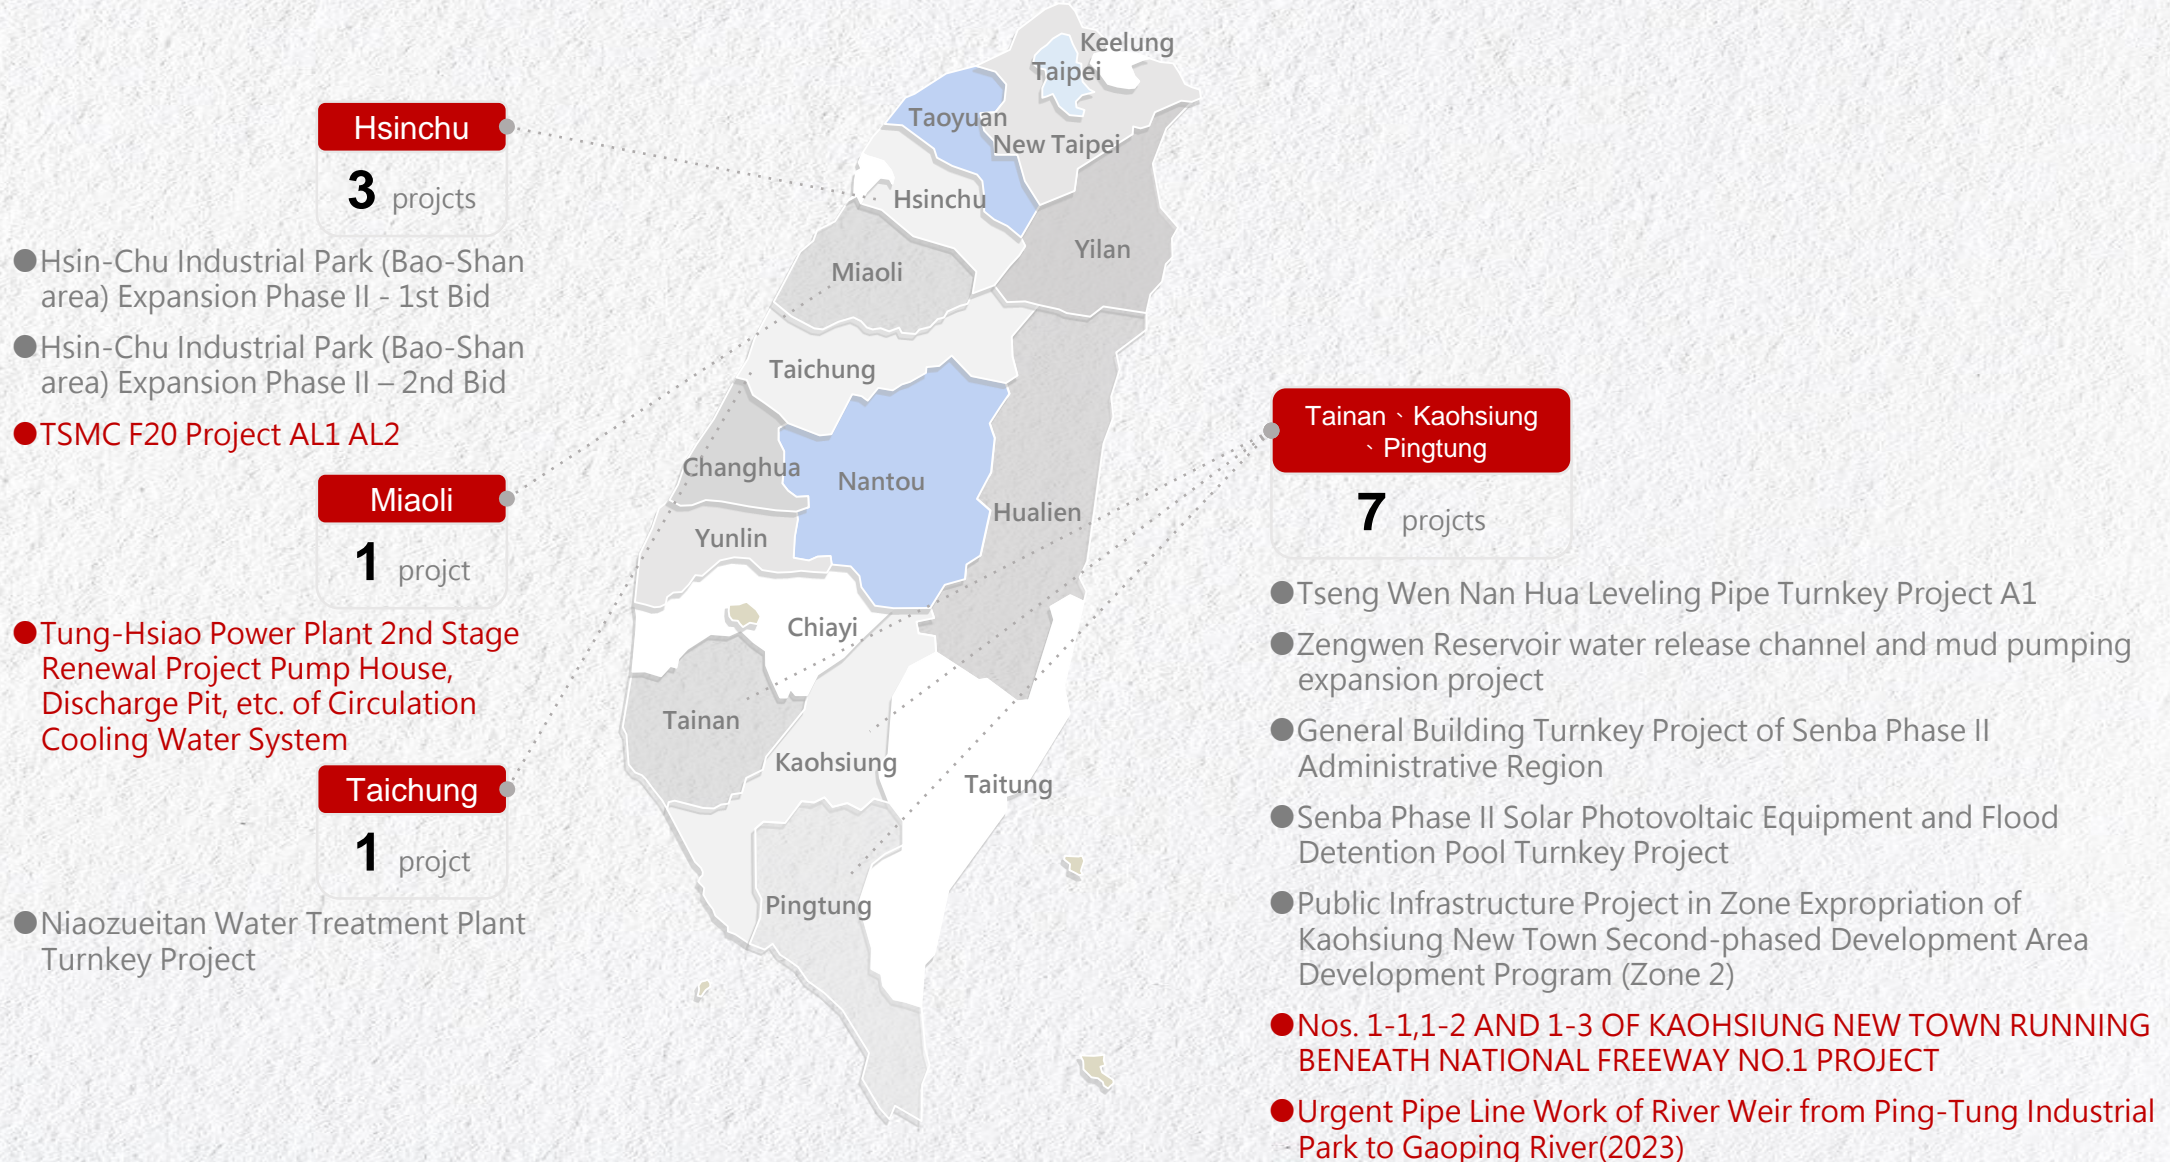 Hsinchu
3 projcts
●Hsin-Chu Industrial Park (Bao-Shan
area) Expansion Phase II - 1st Bid
●Hsin-Chu Industrial Park (Bao-Shan
area) Expansion Phase II – 2nd Bid
●TSMC F20 Project AL1 AL2
Miaoli
1 projct
●Tung-Hsiao Power Plant 2nd Stage
Renewal Project Pump House,
Discharge Pit, etc. of Circulation
Cooling Water System
Taichung
1 projct
●Niaozueitan Water Treatment Plant
Turnkey Project
Keelung
Taipei
Taoyuan
New Taipei
Hsinchu
Yilan
Miaoli
Taichung
Changhua
Nantou
Hualien
Yunlin
Chiayi
Tainan
Kaohsiung
Taitung
Pingtung
Tainan、Kaohsiung
、Pingtung
7 projcts
●Tseng Wen Nan Hua Leveling Pipe Turnkey Project A1
●Zengwen Reservoir water release channel and mud pumping
expansion project
●General Building Turnkey Project of Senba Phase II
Administrative Region
●Senba Phase II Solar Photovoltaic Equipment and Flood
Detention Pool Turnkey Project
●Public Infrastructure Project in Zone Expropriation of
Kaohsiung New Town Second-phased Development Area
Development Program (Zone 2)
●Nos. 1-1,1-2 AND 1-3 OF KAOHSIUNG NEW TOWN RUNNING
BENEATH NATIONAL FREEWAY NO.1 PROJECT
●Urgent Pipe Line Work of River Weir from Ping-Tung Industrial
Park to Gaoping River(2023)